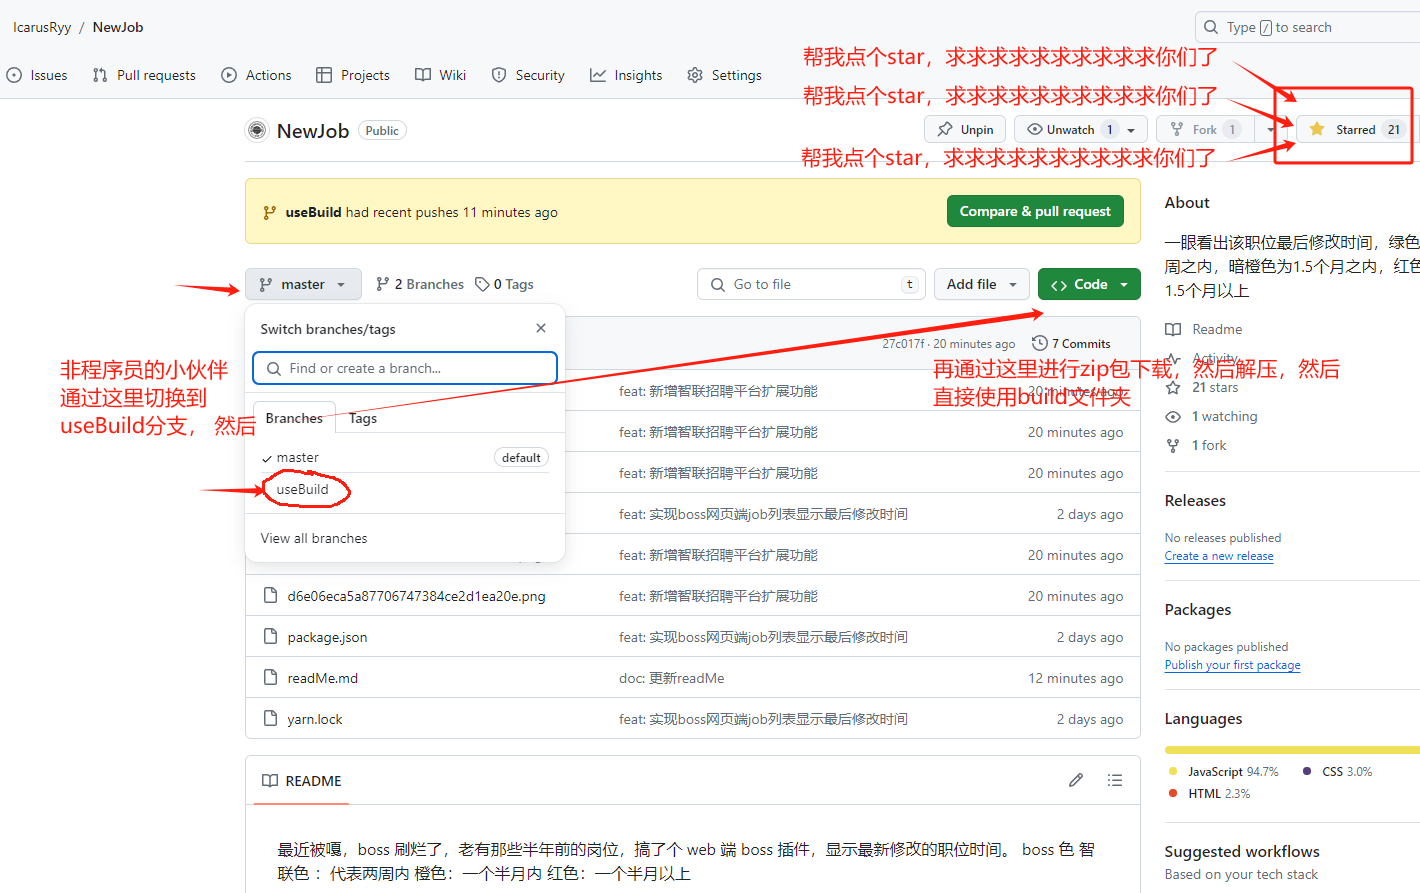 IcarusRyy / NewJob
Type / to search
Issues Pull requests Actions Projects Wiki Security Insights Settings
帮我点个star，求求求求求求求求求求你们了
帮我点个star，求求求求求求求求求求你们了
帮我点个star，求求求求求求求求求求你们了
NewJob Public
Unpin Unwatch 1 Fork 1 Starred 21
useBuild had recent pushes 11 minutes ago
Compare & pull request
master 2 Branches 0 Tags
Go to file t Add file Code
Switch branches/tags
Find or create a branch...
Branches Tags
master default
useBuild
View all branches
非程序员的小伙伴
通过这里切换到
useBuild分支， 然后
再通过这里进行zip包下载，然后解压，然后
直接使用build文件夹
27c017f · 20 minutes ago 7 Commits
feat: 新增智联招聘平台扩展功能 20 minutes ago
feat: 新增智联招聘平台扩展功能 20 minutes ago
feat: 新增智联招聘平台扩展功能 20 minutes ago
feat: 实现boss网页端job列表显示最后修改时间 2 days ago
feat: 新增智联招聘平台扩展功能 20 minutes ago
d6e06eca5a87706747384ce2d1ea20e.png feat: 新增智联招聘平台扩展功能 20 minutes ago
package.json feat: 实现boss网页端job列表显示最后修改时间 2 days ago
readMe.md doc: 更新readMe 12 minutes ago
yarn.lock feat: 实现boss网页端job列表显示最后修改时间 2 days ago
README
最近被嘎，boss 刷烂了，老有那些半年前的岗位，搞了个 web 端 boss 插件，显示最新修改的职位时间。 boss 色 智
联色 ： 代表两周内 橙色：一个半月内 红色：一个半月以上
About
一眼看出该职位最后修改时间，绿色
周之内，暗橙色为1.5个月之内，红色
1.5个月以上
Readme
Activity
21 stars
1 watching
1 fork
Releases
No releases published
Create a new release
Packages
No packages published
Publish your first package
Languages
JavaScript 94.7% CSS 3.0%
HTML 2.3%
Suggested workflows
Based on your tech stack